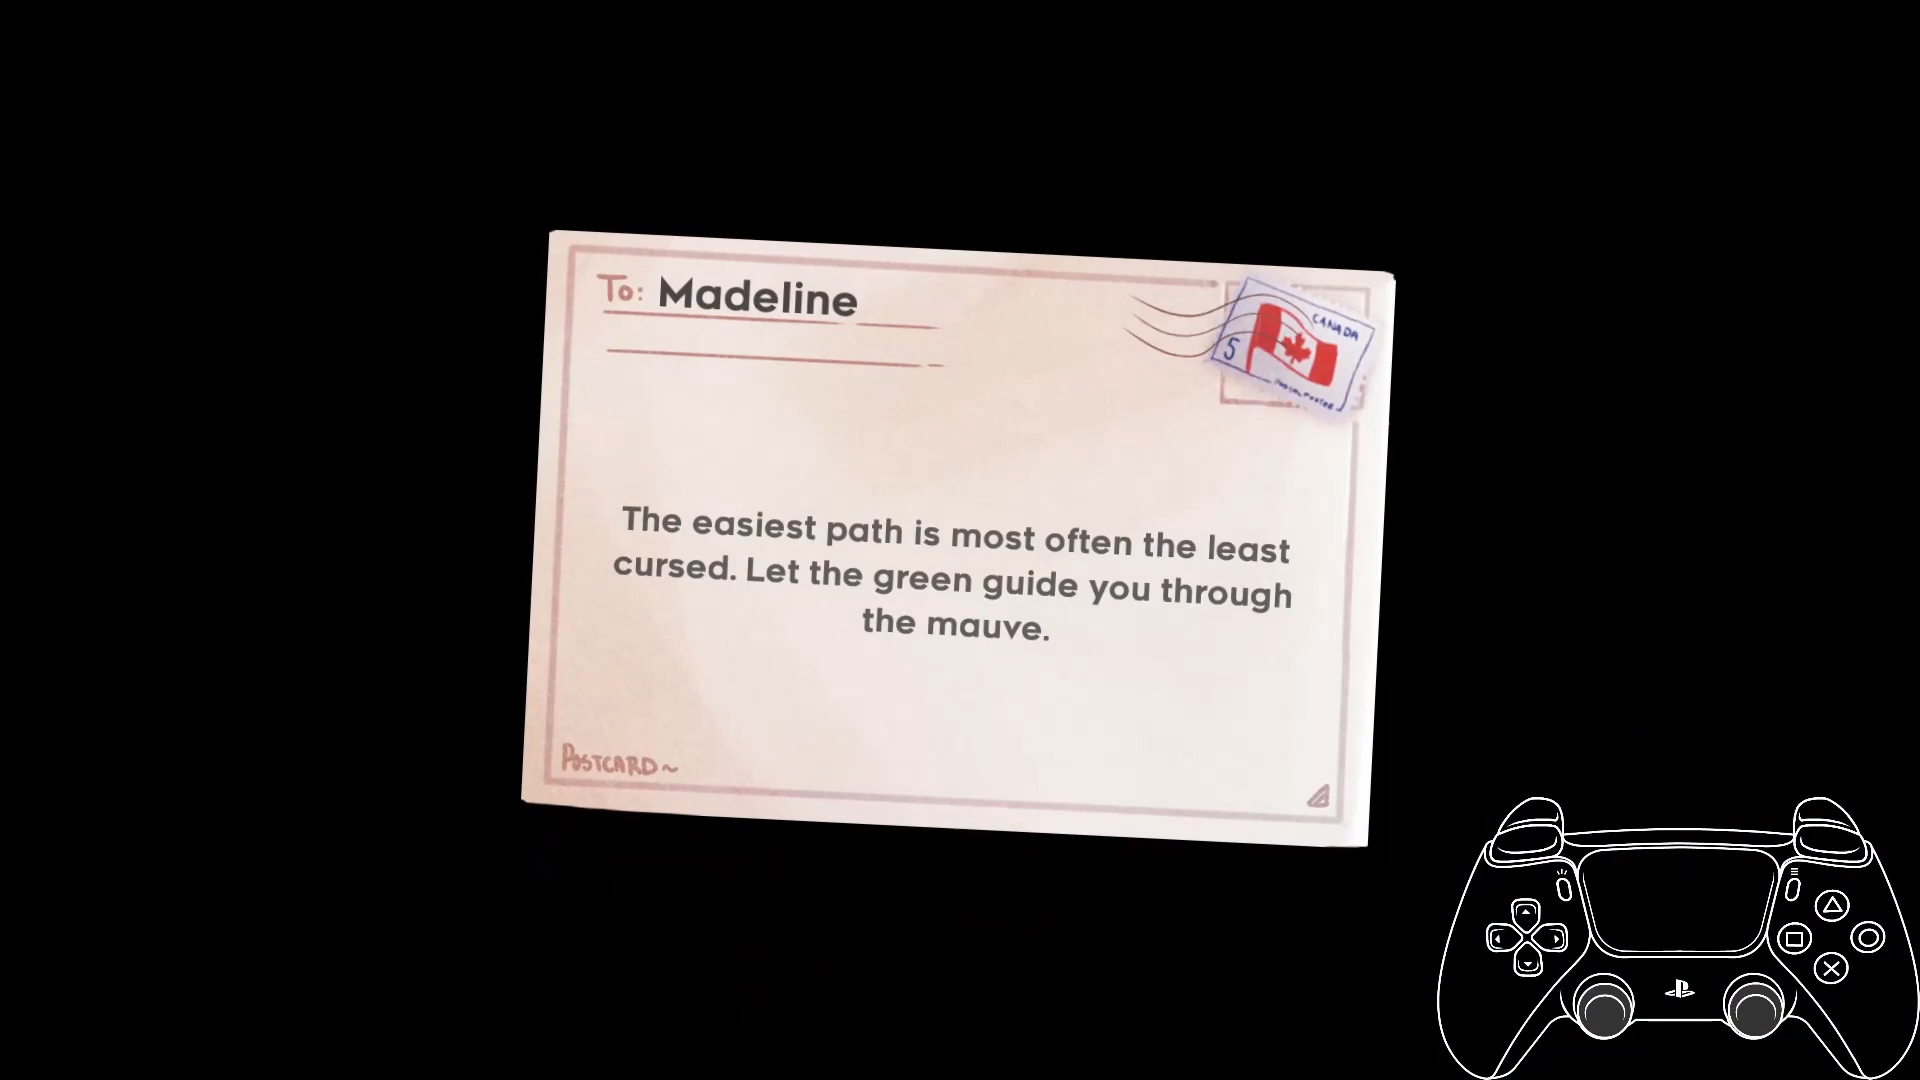 To: Madeline
CANADA
5
The easiest path is most often the least
cursed. Let the green guide you through
the mauve.
POSTCARD~